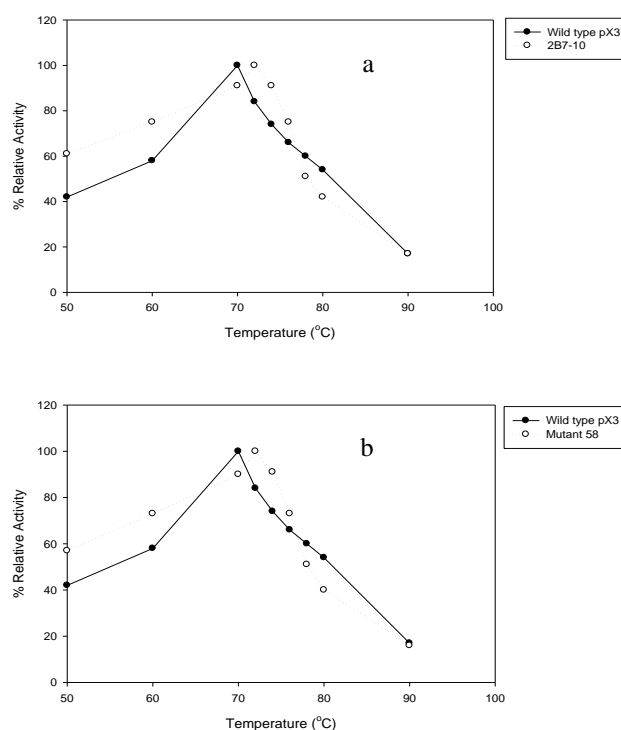 120
100
80
60
40
20
0
% Relative Activity
a
50 60 70 80 90 100
Temperature (°C)
Wild type pX3
2B7-10
120
100
80
60
40
20
0
% Relative Activity
b
50 60 70 80 90 100
Temperature (°C)
Wild type pX3
Mutant 58